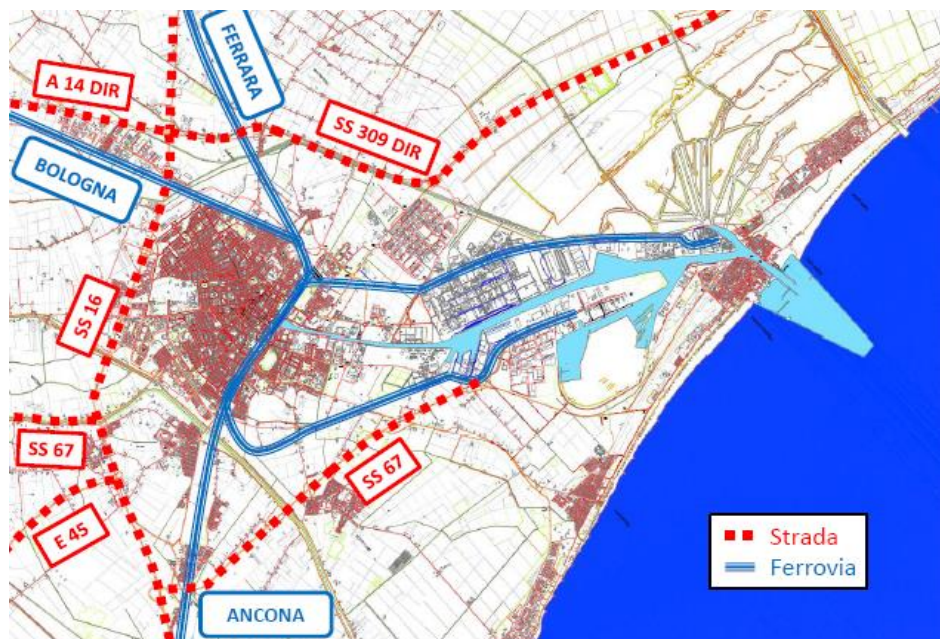 FERRARA
A 14 DIR
SS 309 DIR
BOLOGNA
SS 16
SS 67
SS 67
E 45
Strada
Ferrovia
ANCONA